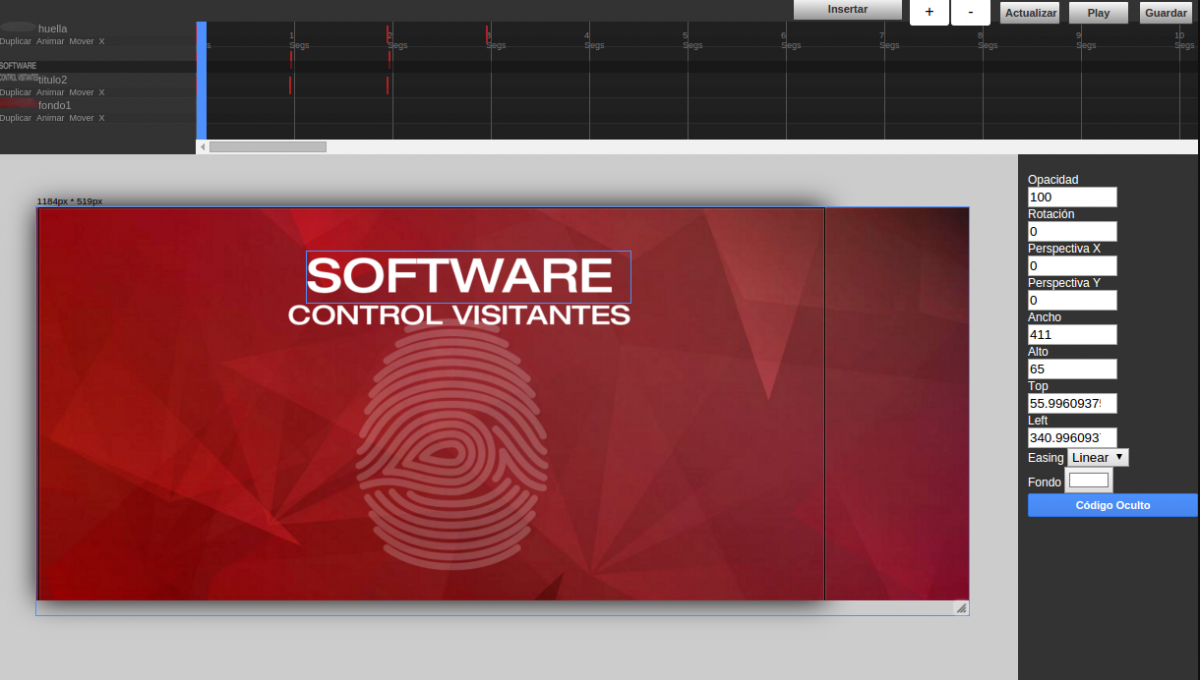 Insertar + - Actualizar Play Guardar
huella
Duplicar Animar Mover X
s 1 Segs 2 Segs 3 Segs 4 Segs 5 Segs 6 Segs 7 Segs 8 Segs 9 Segs 10 Segs
SOFTWARE
CONTROL VISITANTES titulo2
Duplicar Animar Mover X
fondo1
Duplicar Animar Mover X
1184px * 519px
SOFTWARE
CONTROL VISITANTES
Opacidad
100
Rotación
0
Perspectiva X
0
Perspectiva Y
0
Ancho
411
Alto
65
Top
55.9960937
Left
340.996093
Easing Linear
Fondo
Código Oculto